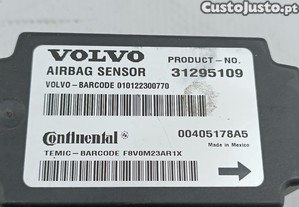 CustoJusto.pt
VOLVO
PRODUCT-NO.
AIRBAG SENSOR 31295109
VOLVO-BARCODE 010122300770
Continental 00405178A5
Made in Mexico
TEMIC-BARCODE F8V0M23AR1X